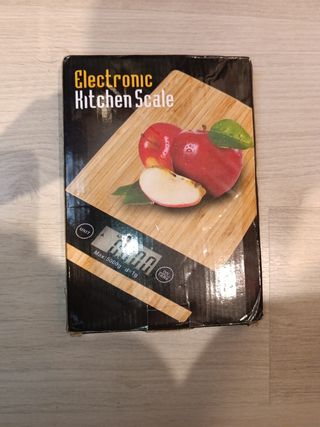 Electronic
Kitchen Scale
UNIT
Max:5000g d=1g